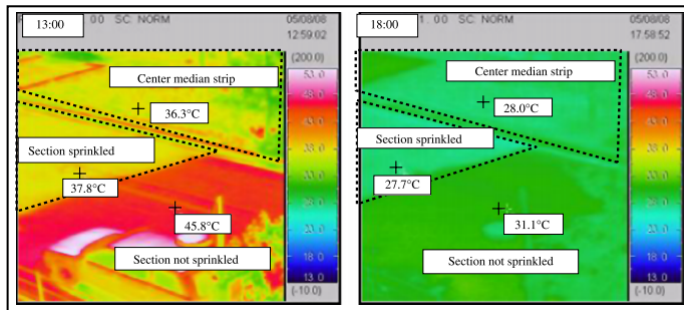 13:00
00 SC. NORM
05/08/08
12:59:02
(200.0)
53.0
48.0
43.0
38.0
33.0
28.0
23.0
18.0
13.0
(-10.0)
Center median strip
36.3°C
Section sprinkled
37.8°C
45.8°C
Section not sprinkled
18:00
1.00 SC. NORM
05/08/08
17:58:52
(200.0)
53.0
48.0
43.0
38.0
33.0
28.0
23.0
18.0
13.0
(-10.0)
Center median strip
28.0°C
Section sprinkled
27.7°C
31.1°C
Section not sprinkled